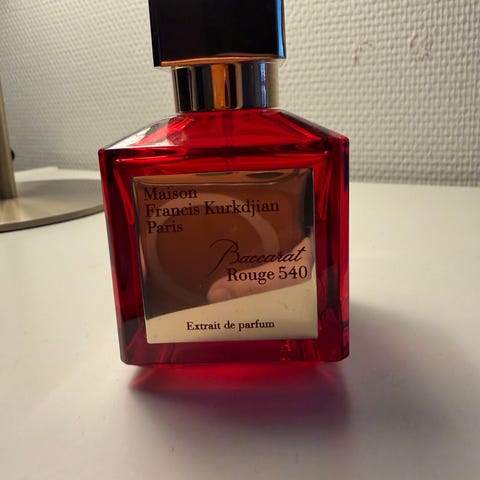 Maison
Francis Kurkdjian
Paris
Baccarat
Rouge 540
Extrait de parfum